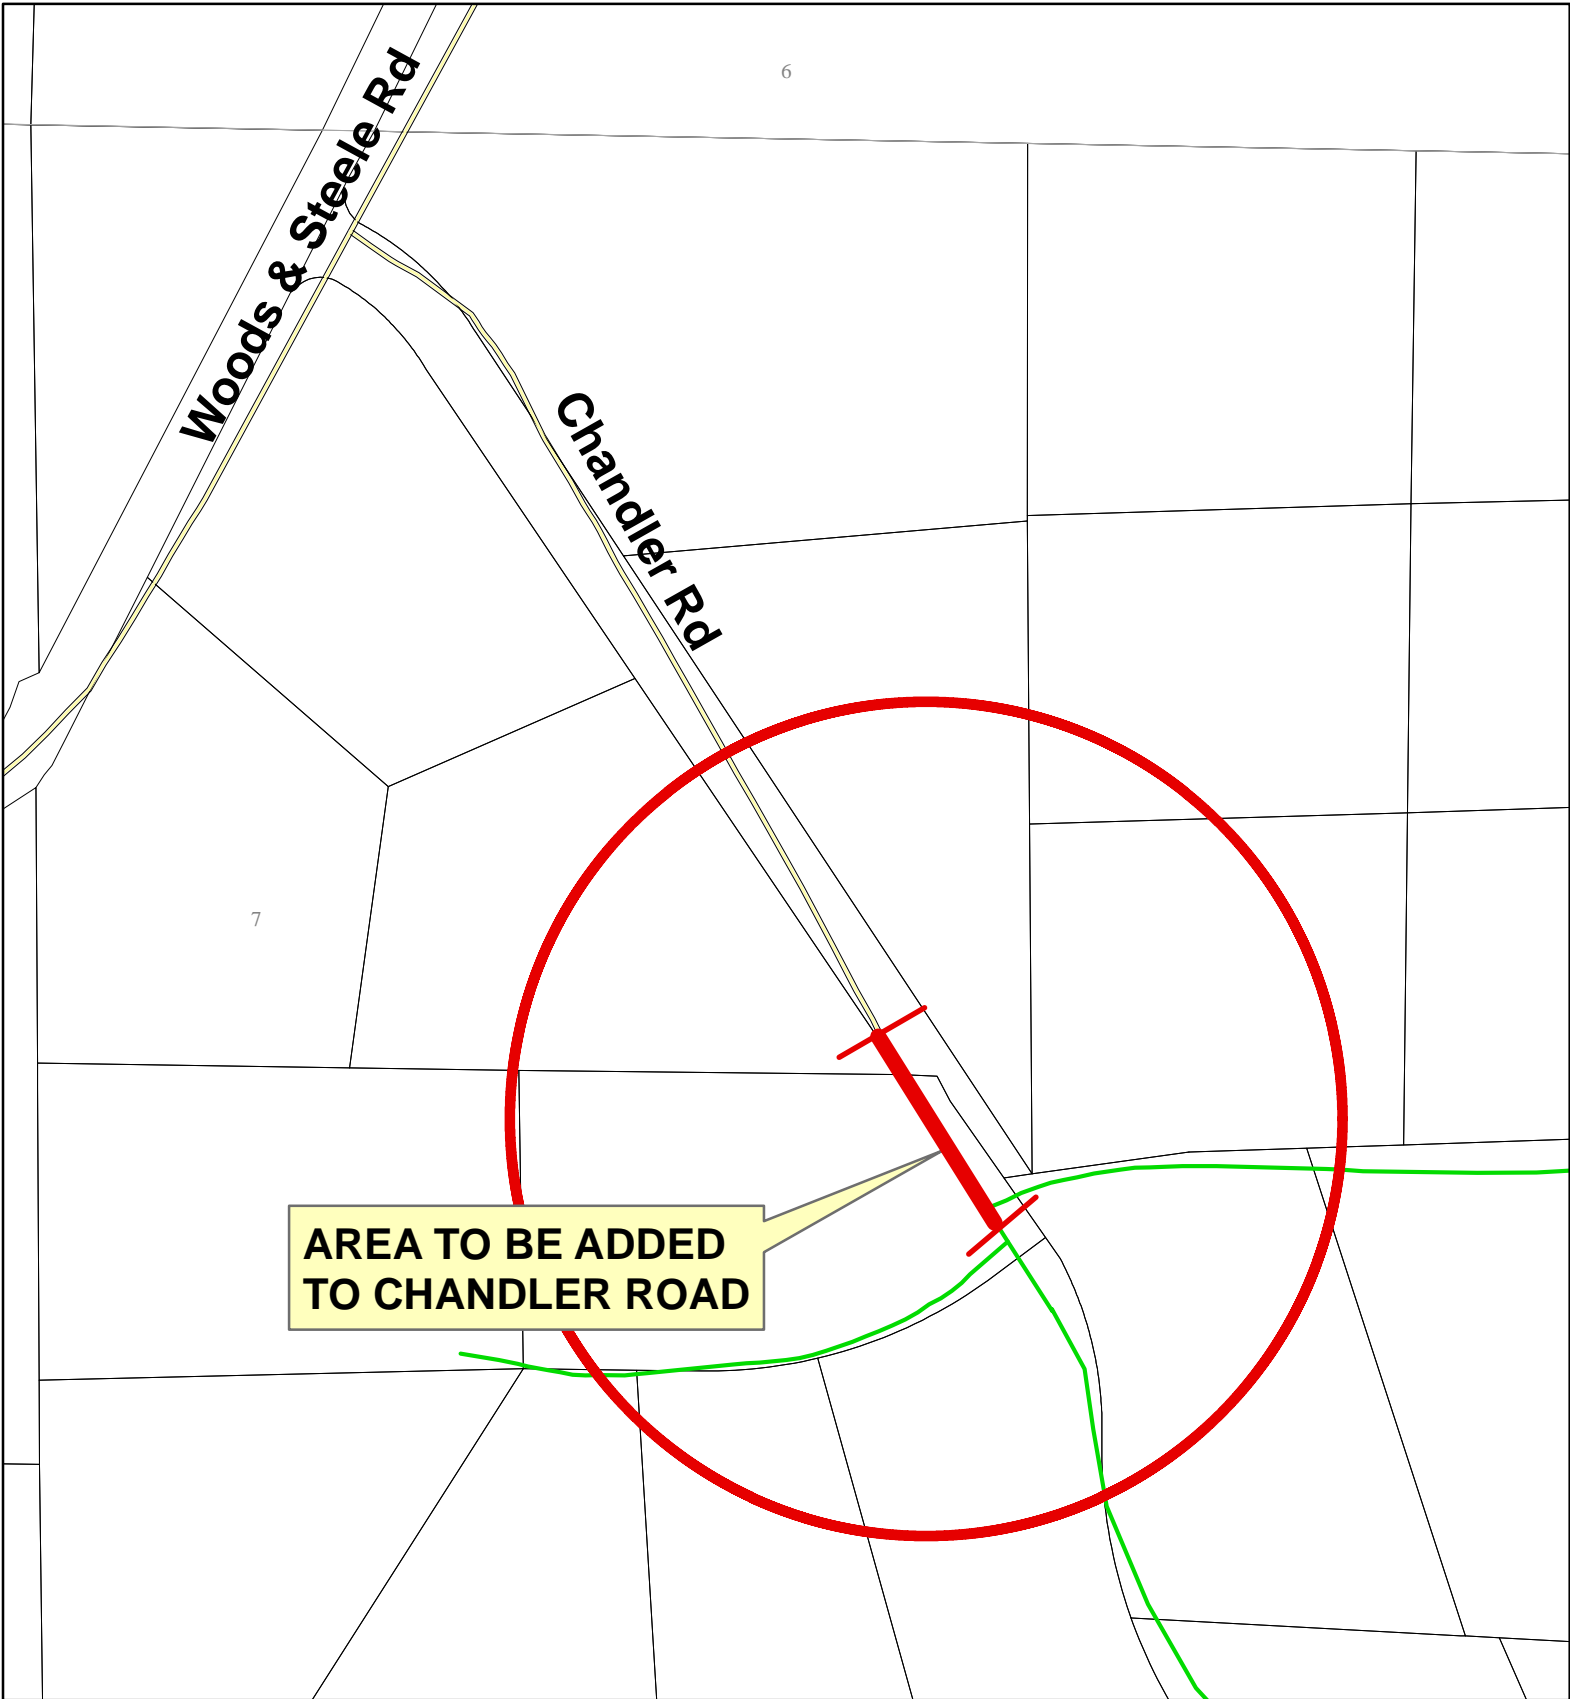 6
Woods & Steele Rd
Chandler Rd
7
AREA TO BE ADDED
TO CHANDLER ROAD